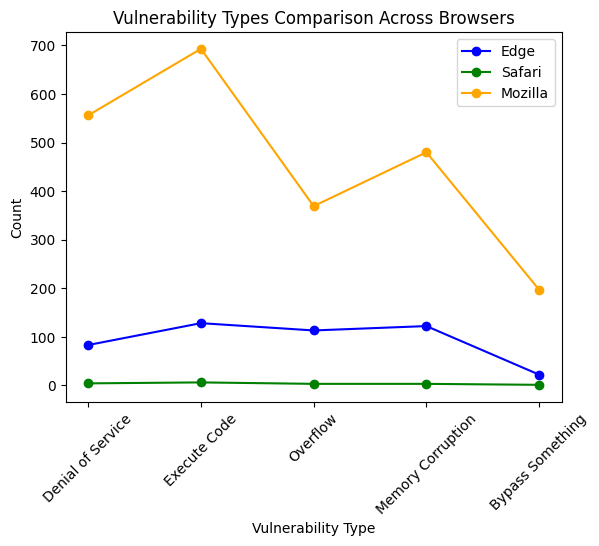 Vulnerability Types Comparison Across Browsers
700
600
500
400
300
200
100
0
Count
Edge
Safari
Mozilla
Denial of Service
Execute Code
Overflow
Memory Corruption
Bypass Something
Vulnerability Type